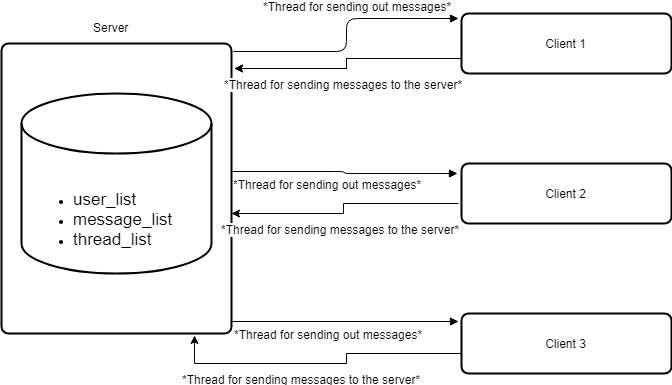 *Thread for sending out messages*
Server
Client 1
*Thread for sending messages to the server*
user_list
message_list
thread_list
*Thread for sending out messages*
Client 2
*Thread for sending messages to the server*
*Thread for sending out messages*
Client 3
*Thread for sending messages to the server*